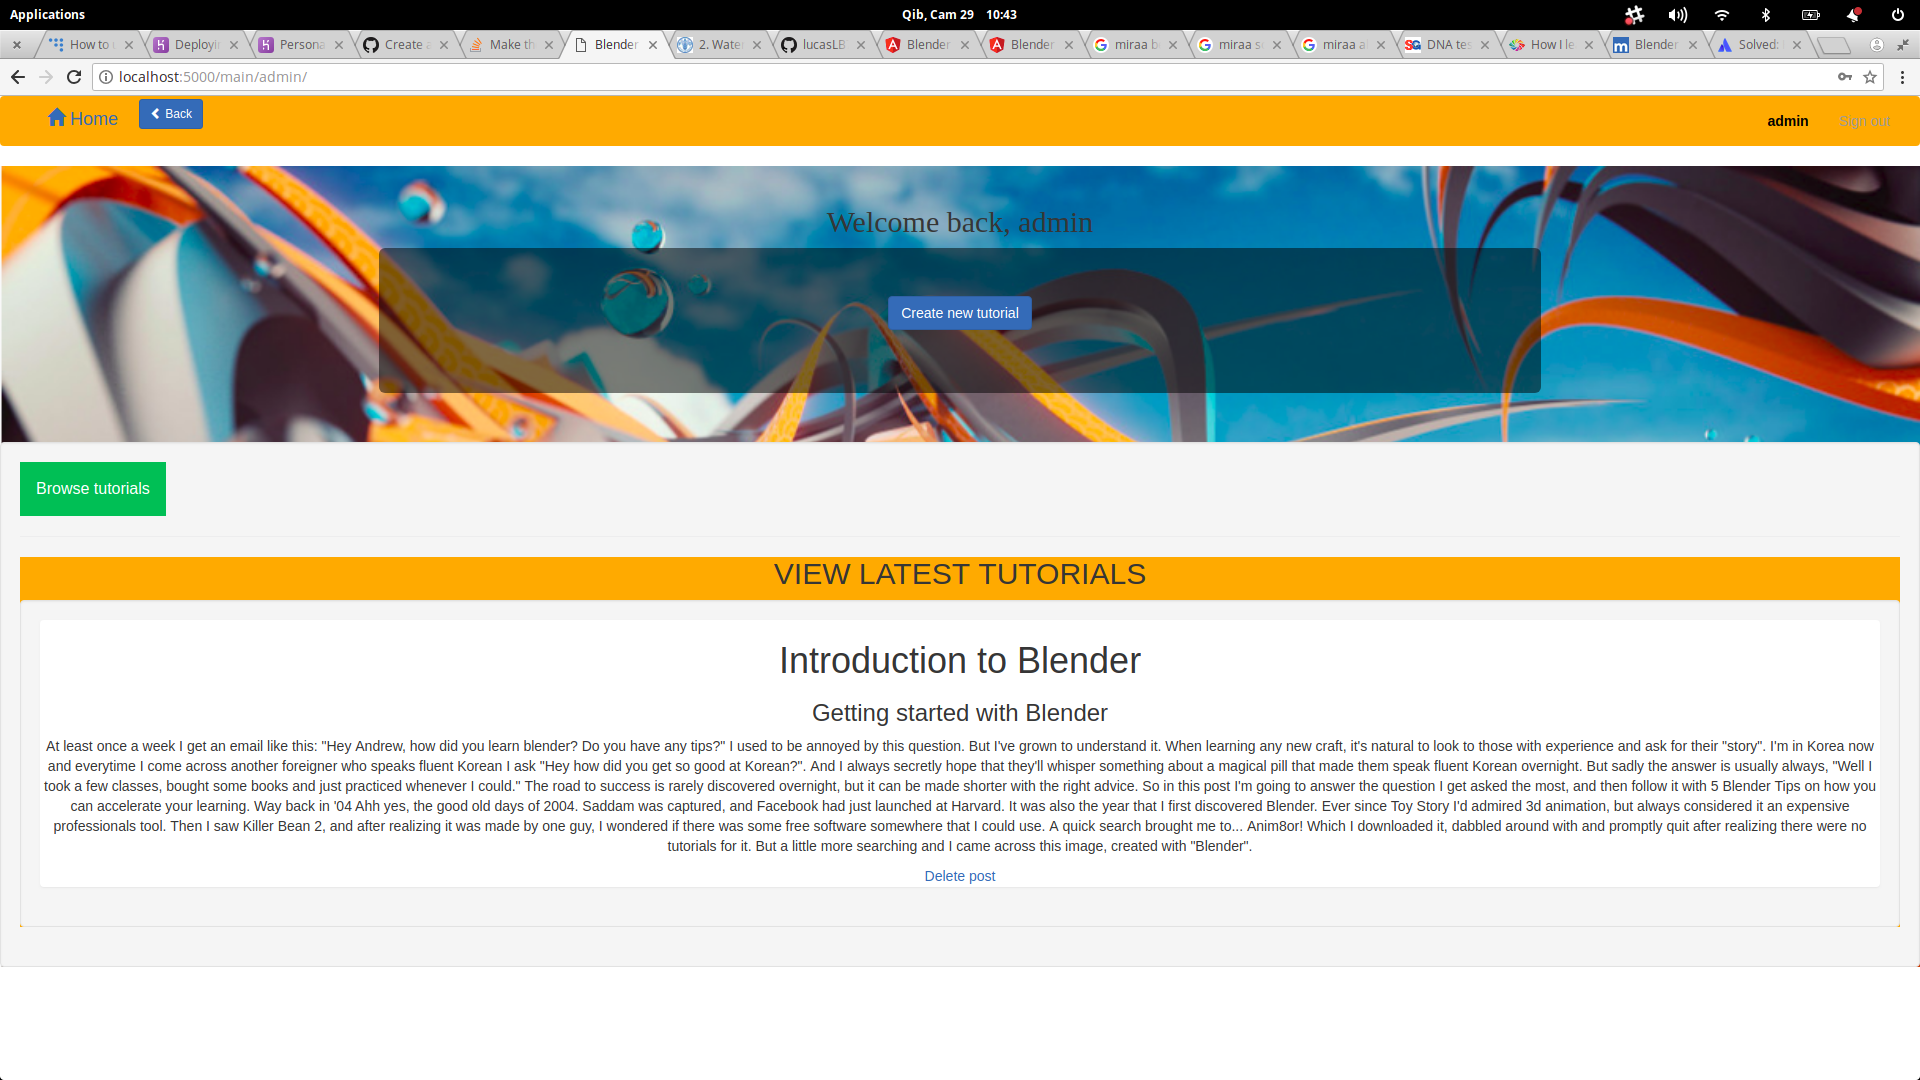 Applications
Qib, Cam 29 10:43
How to
Deployi
Persona
Create
Make th
Blender
2. Water
lucasLB
Blender
Blender
miraa b
miraa s
miraa a
DNA tes
How I le
Blender
Solved:
localhost:5000/main/admin/
Home
Back
admin
Sign out
Welcome back, admin
Create new tutorial
Browse tutorials
VIEW LATEST TUTORIALS
Introduction to Blender
Getting started with Blender
At least once a week I get an email like this: "Hey Andrew, how did you learn blender? Do you have any tips?" I used to be annoyed by this question. But I've grown to understand it. When learning any new craft, it's natural to look to those with experience and ask for their "story". I'm in Korea now
and everytime I come across another foreigner who speaks fluent Korean I ask "Hey how did you get so good at Korean?". And I always secretly hope that they'll whisper something about a magical pill that made them speak fluent Korean overnight. But sadly the answer is usually always, "Well I
took a few classes, bought some books and just practiced whenever I could." The road to success is rarely discovered overnight, but it can be made shorter with the right advice. So in this post I'm going to answer the question I get asked the most, and then follow it with 5 Blender Tips on how you
can accelerate your learning. Way back in '04 Ahh yes, the good old days of 2004. Saddam was captured, and Facebook had just launched at Harvard. It was also the year that I first discovered Blender. Ever since Toy Story I'd admired 3d animation, but always considered it an expensive
professionals tool. Then I saw Killer Bean 2, and after realizing it was made by one guy, I wondered if there was some free software somewhere that I could use. A quick search brought me to... Anim8or! Which I downloaded it, dabbled around with and promptly quit after realizing there were no
tutorials for it. But a little more searching and I came across this image, created with "Blender".
Delete post